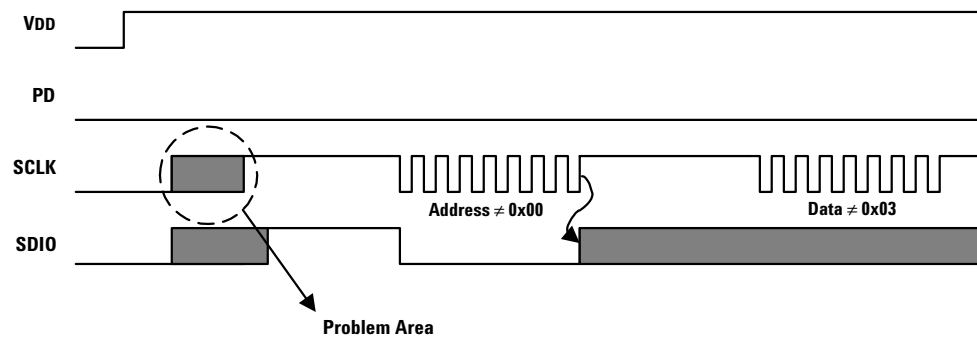 VDD
PD
SCLK
Address ≠ 0x00
Data ≠ 0x03
SDIO
Problem Area